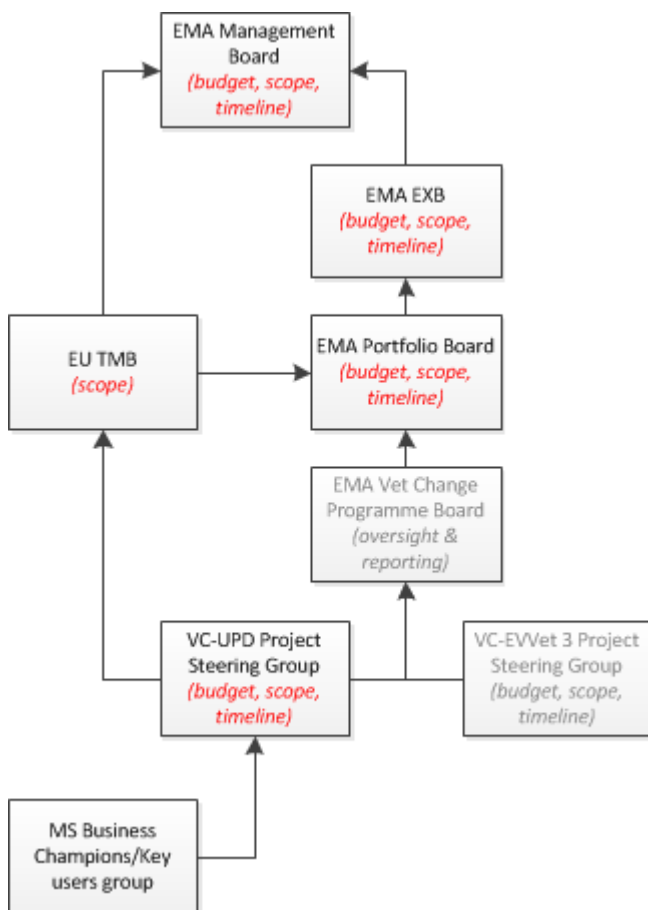 EMA Management
Board
(budget, scope,
timeline)
EMA EXB
(budget, scope,
timeline)
EU TMB
(scope)
EMA Portfolio Board
(budget, scope,
timeline)
EMA Vet Change
Programme Board
(oversight &
reporting)
VC-UPD Project
Steering Group
(budget, scope,
timeline)
VC-EVVet 3 Project
Steering Group
(budget, scope,
timeline)
MS Business
Champions/Key
users group